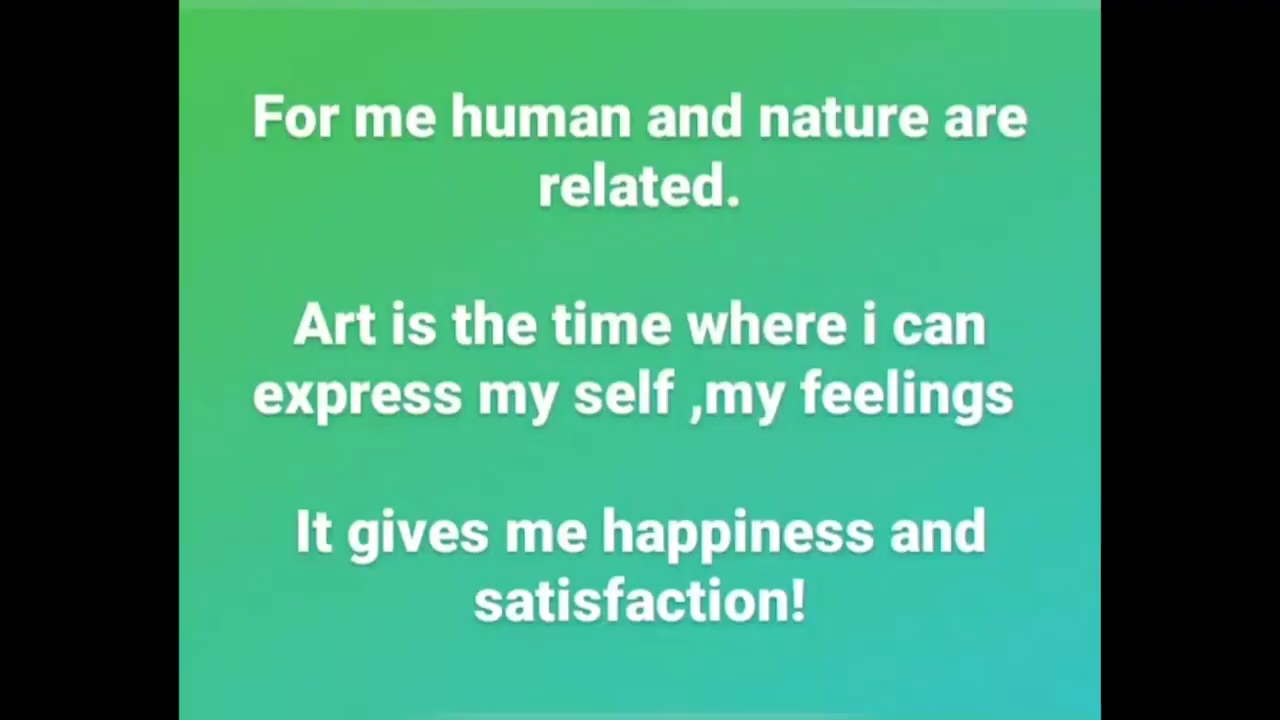 For me human and nature are
related.
Art is the time where i can
express my self ,my feelings
It gives me happiness and
satisfaction!